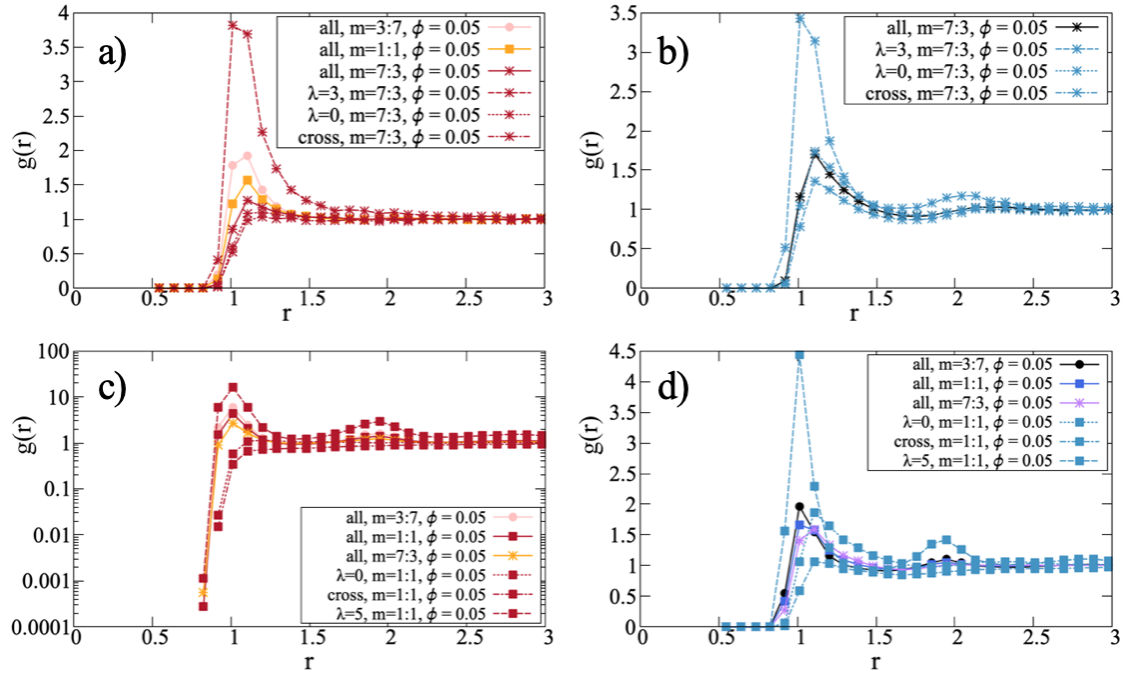 a)
4
3.5
3
2.5
2
1.5
1
0.5
0
g(r)
all, m=3:7, ϕ = 0.05
all, m=1:1, ϕ = 0.05
all, m=7:3, ϕ = 0.05
λ=3, m=7:3, ϕ = 0.05
λ=0, m=7:3, ϕ = 0.05
cross, m=7:3, ϕ = 0.05
0 0.5 1 1.5 2 2.5 3
r
b)
3.5
3
2.5
2
1.5
1
0.5
0
g(r)
all, m=7:3, ϕ = 0.05
λ=3, m=7:3, ϕ = 0.05
λ=0, m=7:3, ϕ = 0.05
cross, m=7:3, ϕ = 0.05
0 0.5 1 1.5 2 2.5 3
r
c)
100
10
1
0.1
0.01
0.001
0.0001
g(r)
all, m=3:7, ϕ = 0.05
all, m=1:1, ϕ = 0.05
all, m=7:3, ϕ = 0.05
λ=0, m=1:1, ϕ = 0.05
cross, m=1:1, ϕ = 0.05
λ=5, m=1:1, ϕ = 0.05
0 0.5 1 1.5 2 2.5 3
r
d)
4.5
4
3.5
3
2.5
2
1.5
1
0.5
0
g(r)
all, m=3:7, ϕ = 0.05
all, m=1:1, ϕ = 0.05
all, m=7:3, ϕ = 0.05
λ=0, m=1:1, ϕ = 0.05
cross, m=1:1, ϕ = 0.05
λ=5, m=1:1, ϕ = 0.05
0 0.5 1 1.5 2 2.5 3
r